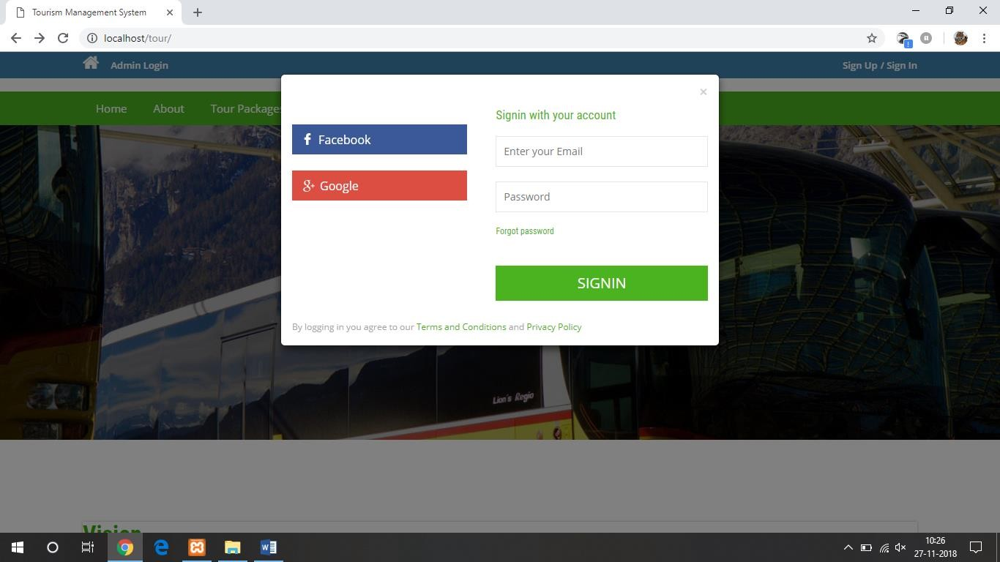 Tourism Management System
localhost/tour/
Admin Login
Sign Up / Sign In
Home
About
Tour Packages
Facebook
Google
×
Signin with your account
Enter your Email
Password
Forgot password
SIGNIN
By logging in you agree to our Terms and Conditions and Privacy Policy
Lion's Regio
Vision
10:26
27-11-2018